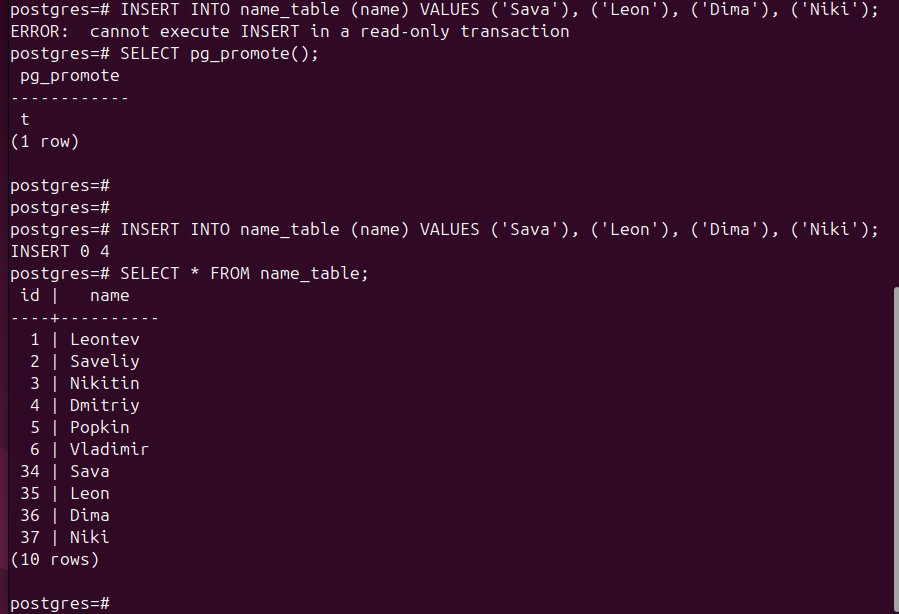 postgres=# INSERT INTO name_table (name) VALUES ('Sava'), ('Leon'), ('Dima'), ('Niki');
ERROR:  cannot execute INSERT in a read-only transaction
postgres=# SELECT pg_promote();
 pg_promote
------------
 t
(1 row)

postgres=#
postgres=#
postgres=# INSERT INTO name_table (name) VALUES ('Sava'), ('Leon'), ('Dima'), ('Niki');
INSERT 0 4
postgres=# SELECT * FROM name_table;
 id |   name
----+----------
  1 | Leontev
  2 | Saveliy
  3 | Nikitin
  4 | Dmitriy
  5 | Popkin
  6 | Vladimir
 34 | Sava
 35 | Leon
 36 | Dima
 37 | Niki
(10 rows)

postgres=#